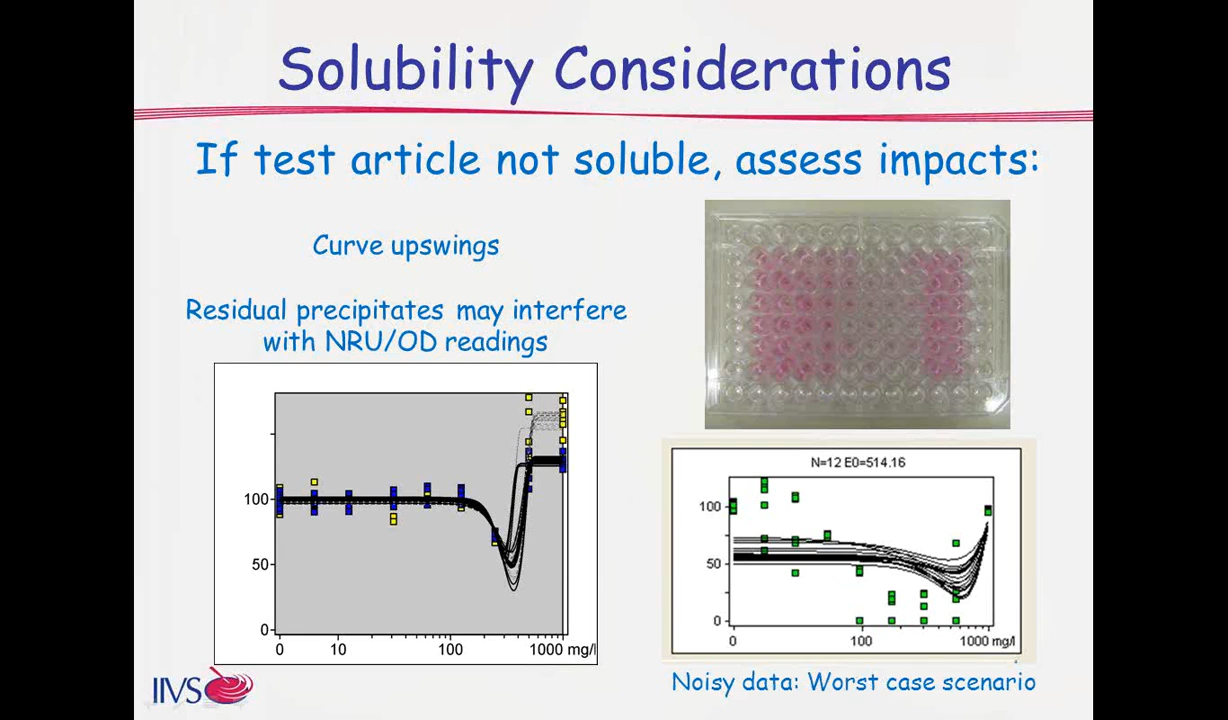 Solubility Considerations
If test article not soluble, assess impacts:
Curve upswings
Residual precipitates may interfere
with NRU/OD readings
100
50
0
0 10 100 1000 mg/l
N=12 E0=514.16
100
50
0
0 100 1000 mg/l
Noisy data: Worst case scenario
IIVS